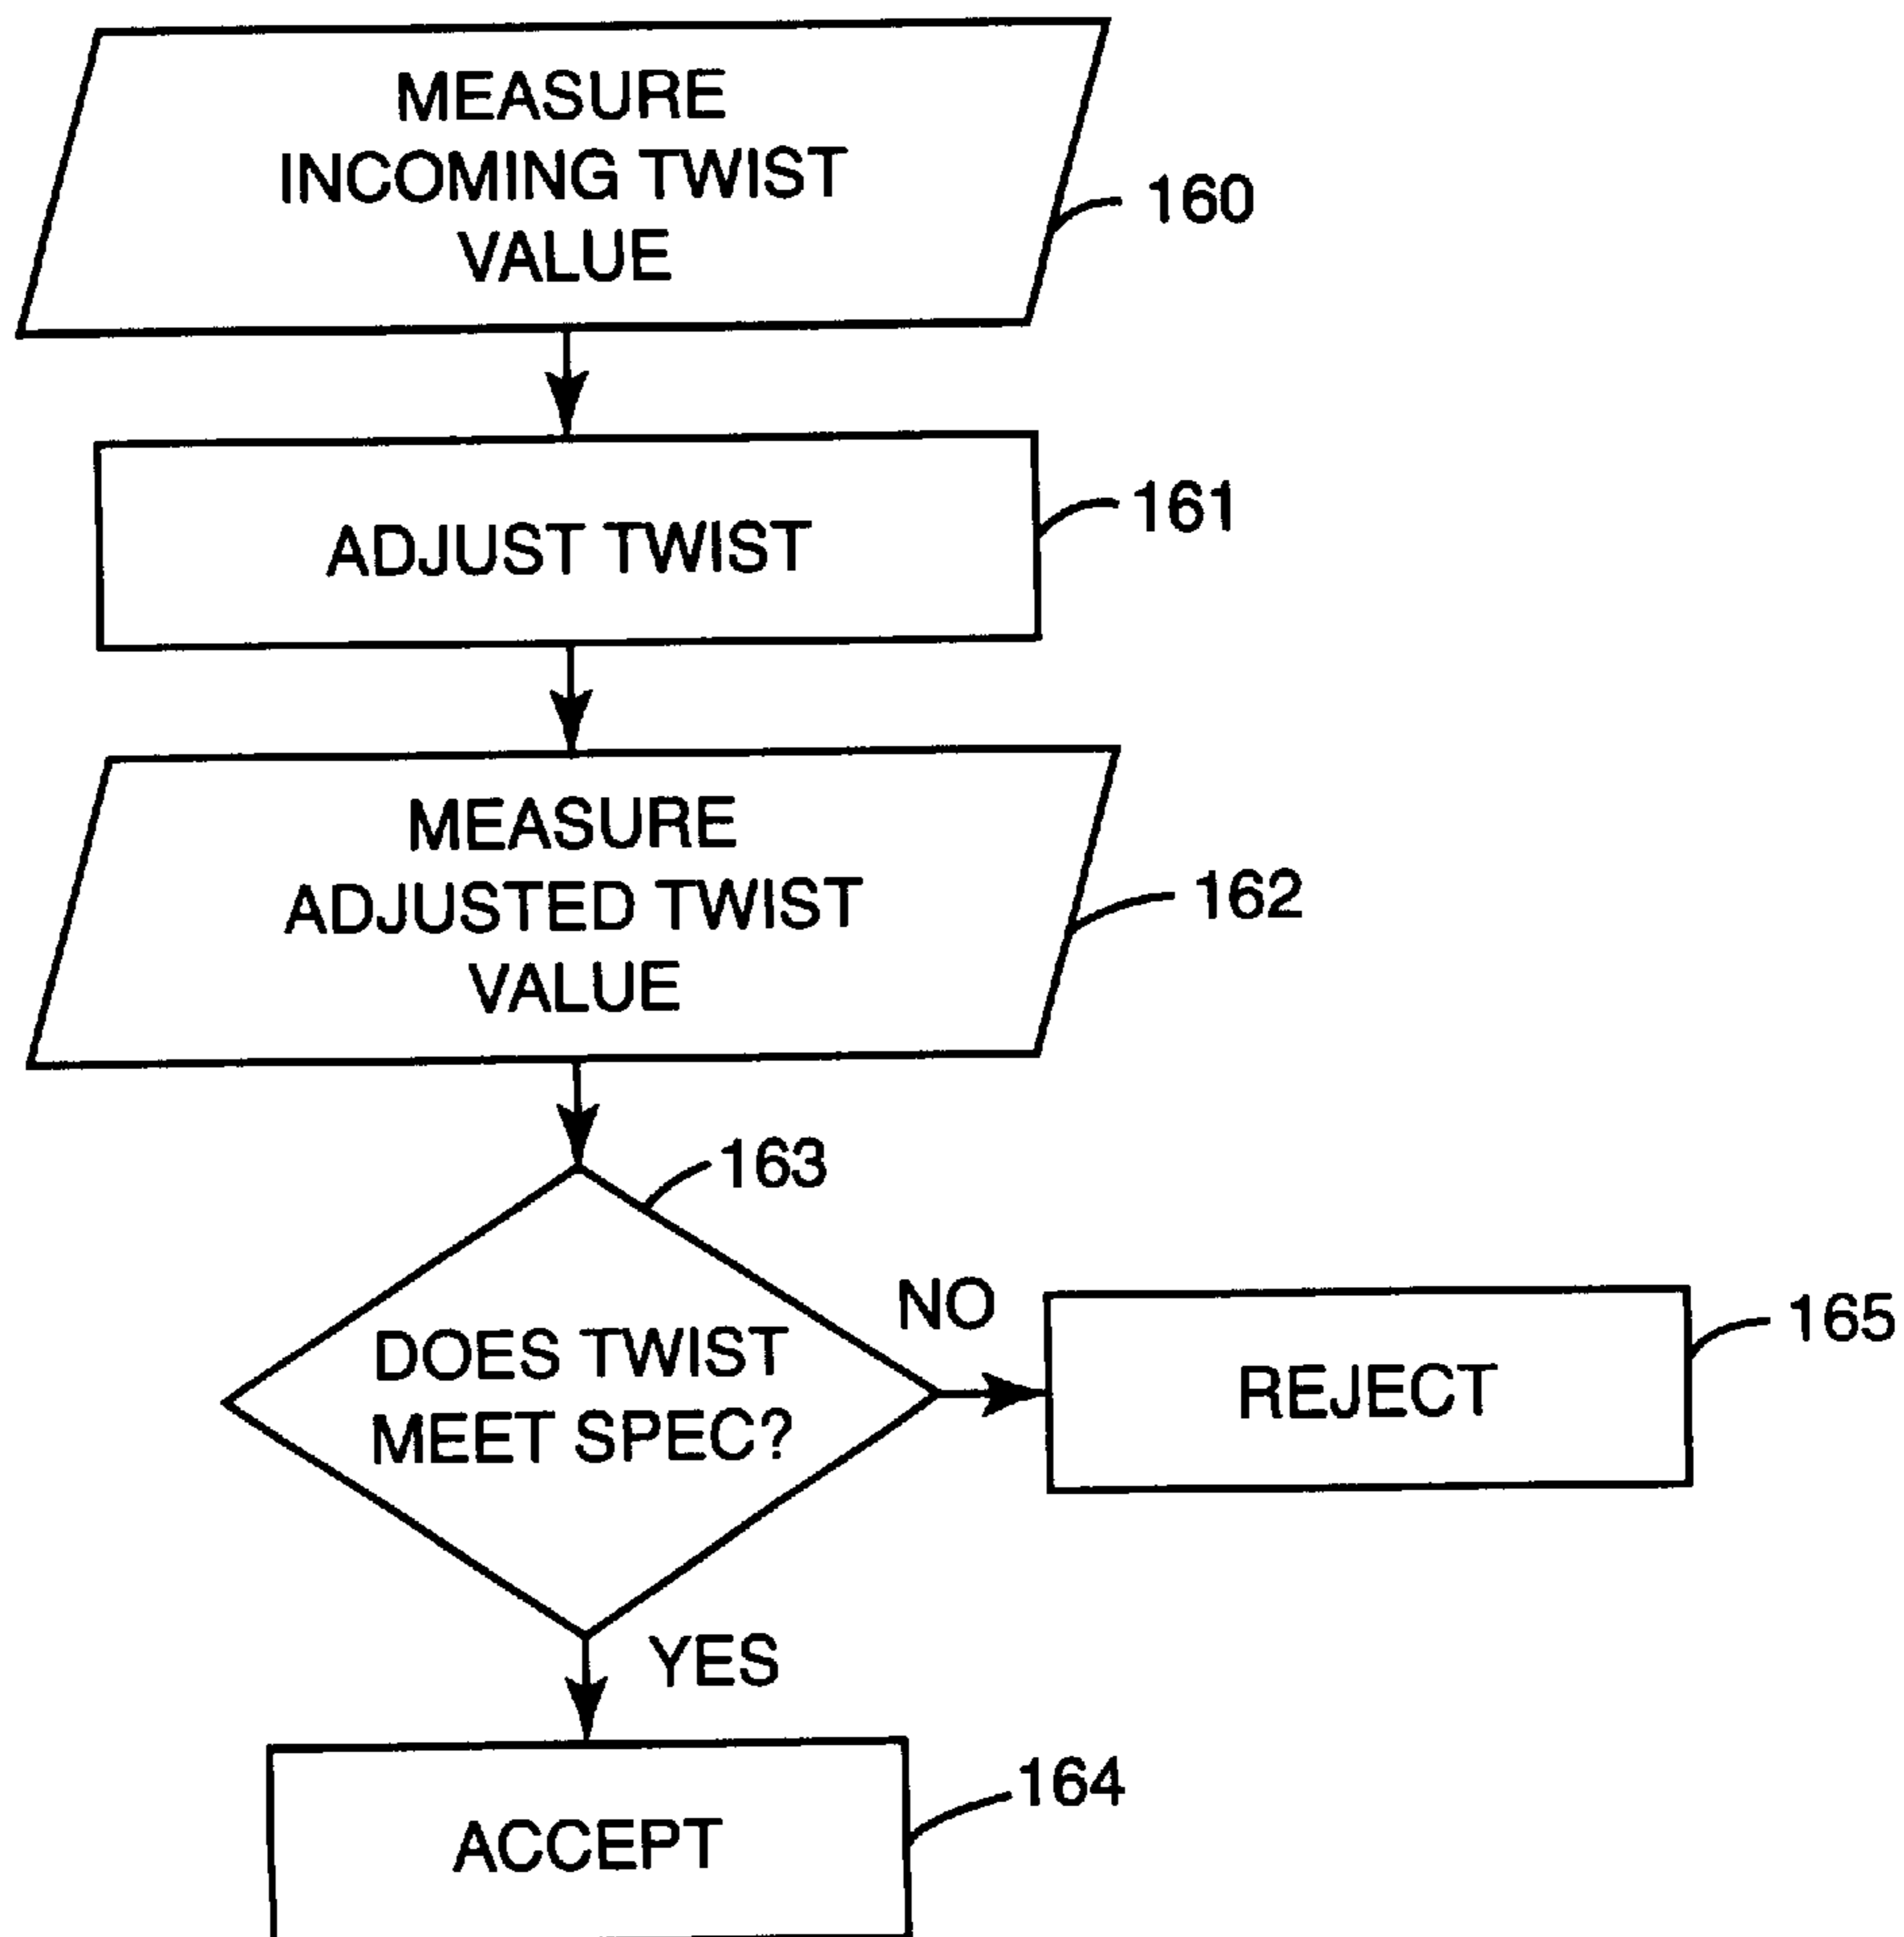 MEASURE
INCOMING TWIST
VALUE
160
ADJUST TWIST
161
MEASURE
ADJUSTED TWIST
VALUE
162
163
DOES TWIST
MEET SPEC?
NO
REJECT
165
YES
ACCEPT
164